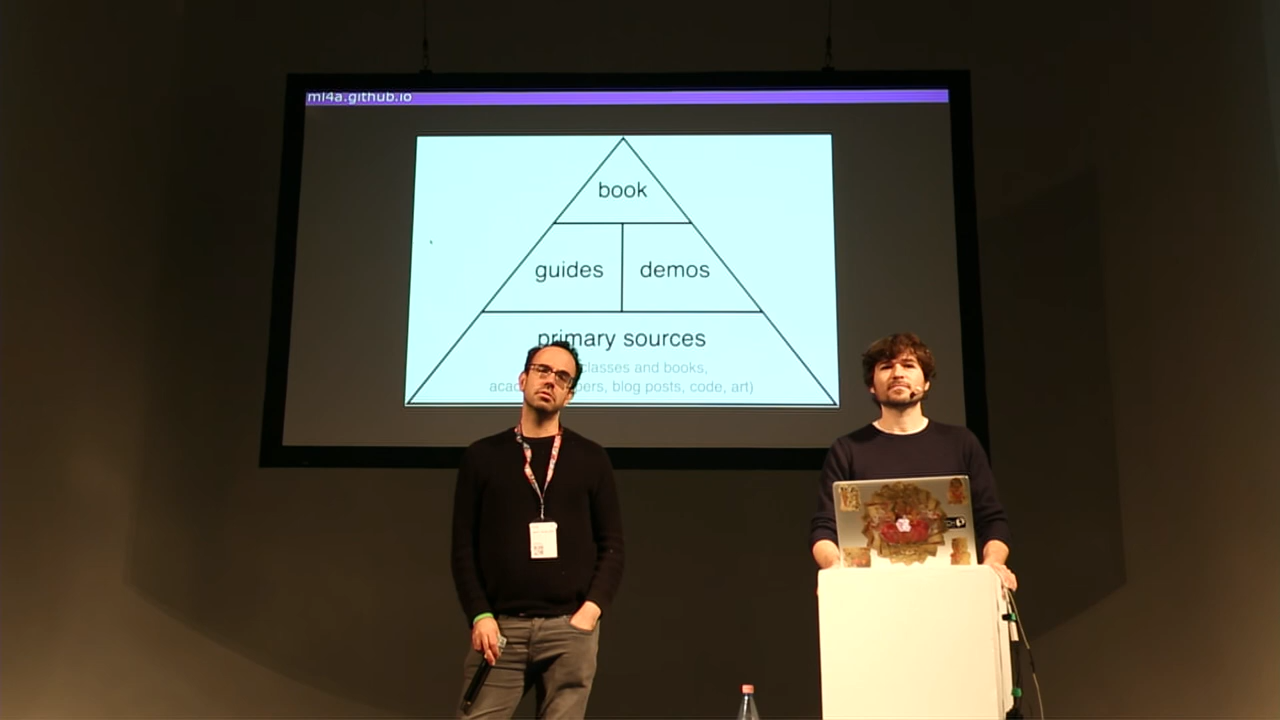 ml4a.github.io
book
guides demos
primary sources
classes and books,
blog posts, code, art)